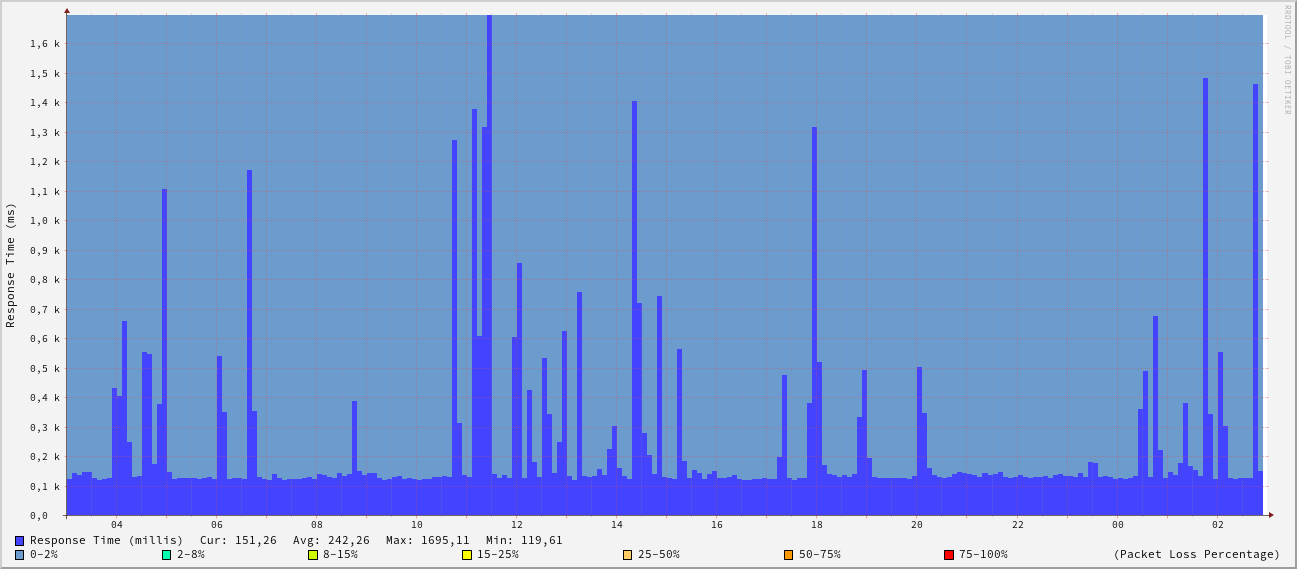 RRDTOOL / TOBI OETIKER
Response Time (ms)
1,6 k
1,5 k
1,4 k
1,3 k
1,2 k
1,1 k
1,0 k
0,9 k
0,8 k
0,7 k
0,6 k
0,5 k
0,4 k
0,3 k
0,2 k
0,1 k
0,0
04 06 08 10 12 14 16 18 20 22 00 02
Response Time (millis) Cur: 151,26 Avg: 242,26 Max: 1695,11 Min: 119,61
0-2% 2-8% 8-15% 15-25% 25-50% 50-75% 75-100% (Packet Loss Percentage)